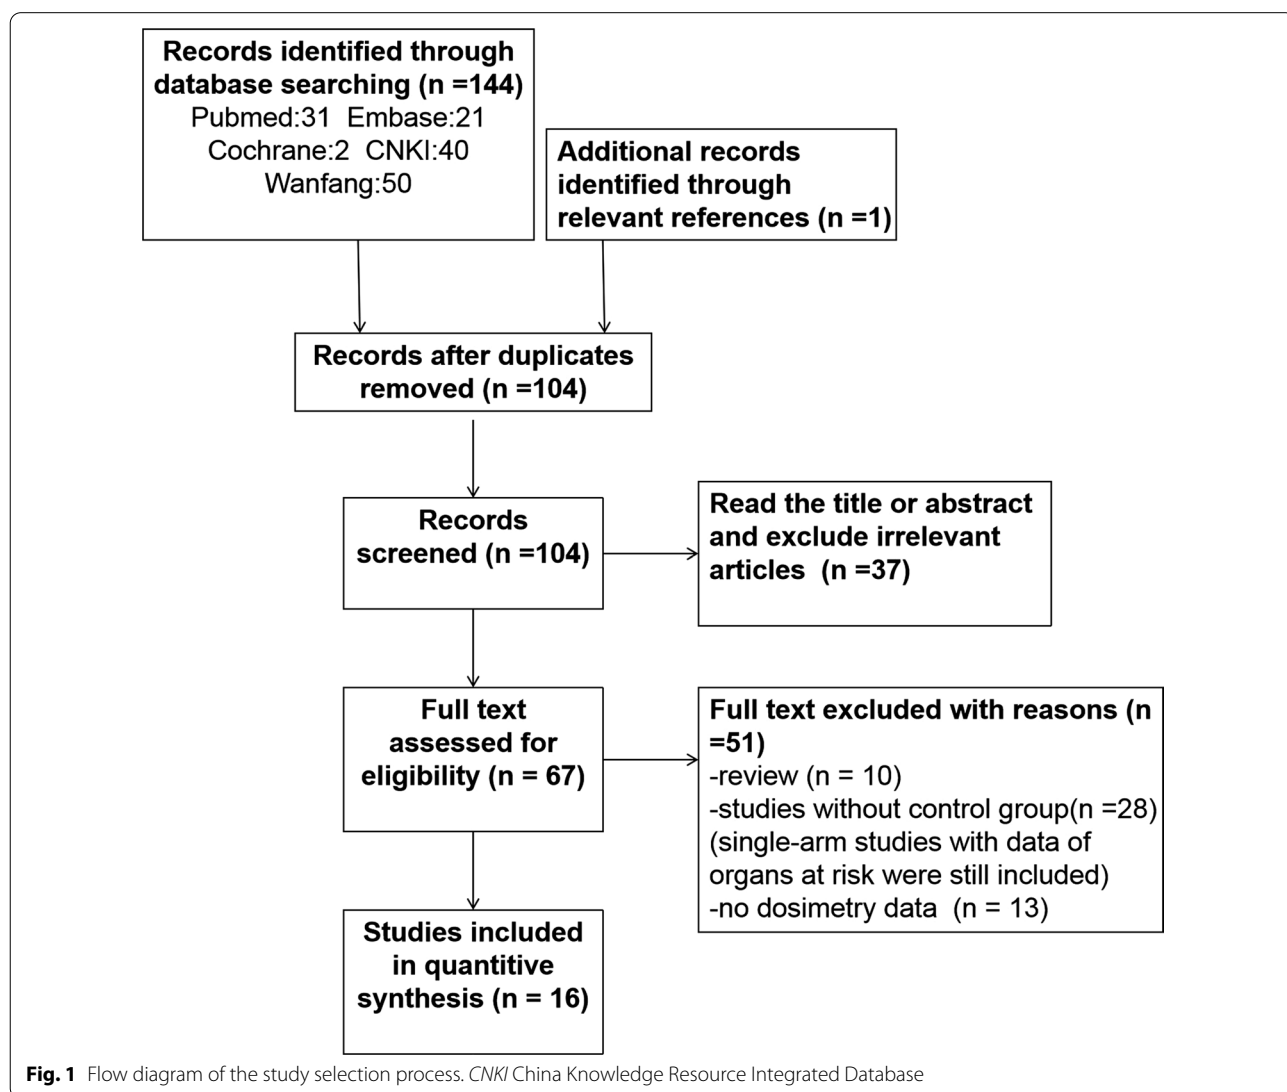 Records identified through
database searching (n =144)
Pubmed:31 Embase:21
Cochrane:2 CNKI:40
Wanfang:50
Additional records
identified through
relevant references (n =1)
Records after duplicates
removed (n =104)
Records
screened (n =104)
Read the title or abstract
and exclude irrelevant
articles (n =37)
Full text
assessed for
eligibility (n = 67)
Full text excluded with reasons (n
=51)
-review (n = 10)
-studies without control group(n =28)
(single-arm studies with data of
organs at risk were still included)
-no dosimetry data (n = 13)
Studies included
in quantitive
synthesis (n = 16)
Fig. 1 Flow diagram of the study selection process. CNKI China Knowledge Resource Integrated Database